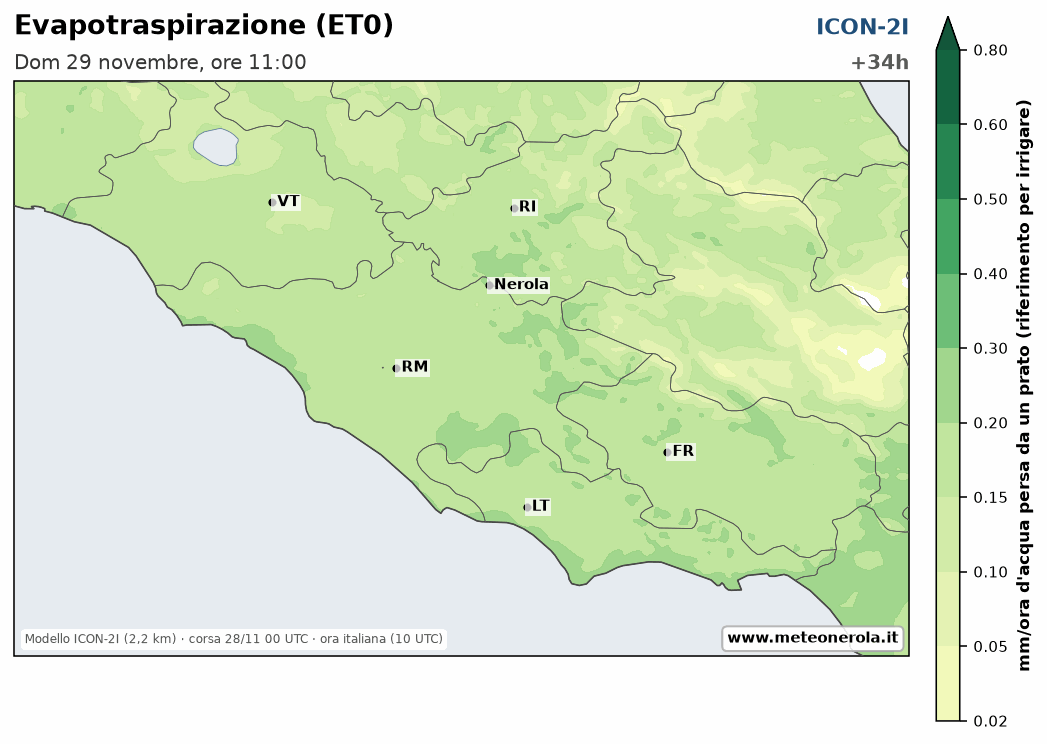 Evapotraspirazione (ET0)
ICON-2I
Dom 29 novembre, ore 11:00
+34h
VT
RI
Nerola
RM
FR
LT
Modello ICON-2I (2,2 km) · corsa 28/11 00 UTC · ora italiana (10 UTC)
www.meteonerola.it
0.80
0.60
0.50
0.40
0.30
0.20
0.15
0.10
0.05
0.02
mm/ora d'acqua persa da un prato (riferimento per irrigare)